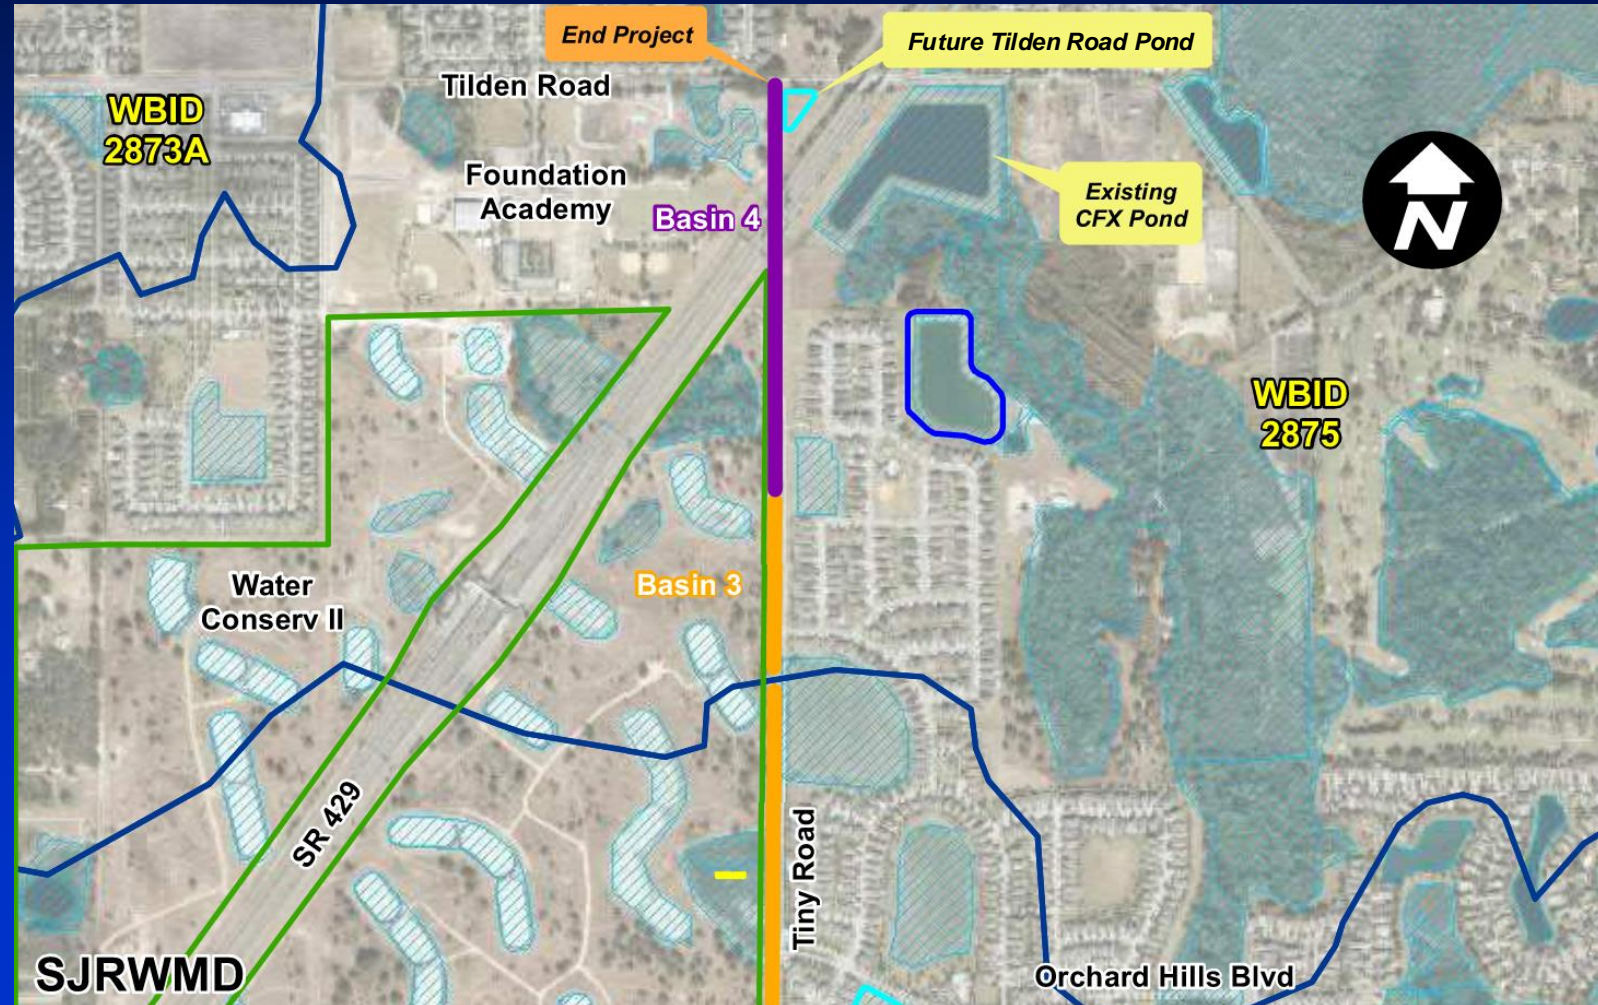 End Project
Future Tilden Road Pond
Tilden Road
WBID
2873A
Foundation
Academy
Existing
CFX Pond
Basin 4
N
WBID
2875
Water
Conserv II
Basin 3
SR 429
Tiny Road
SJRWMD
Orchard Hills Blvd